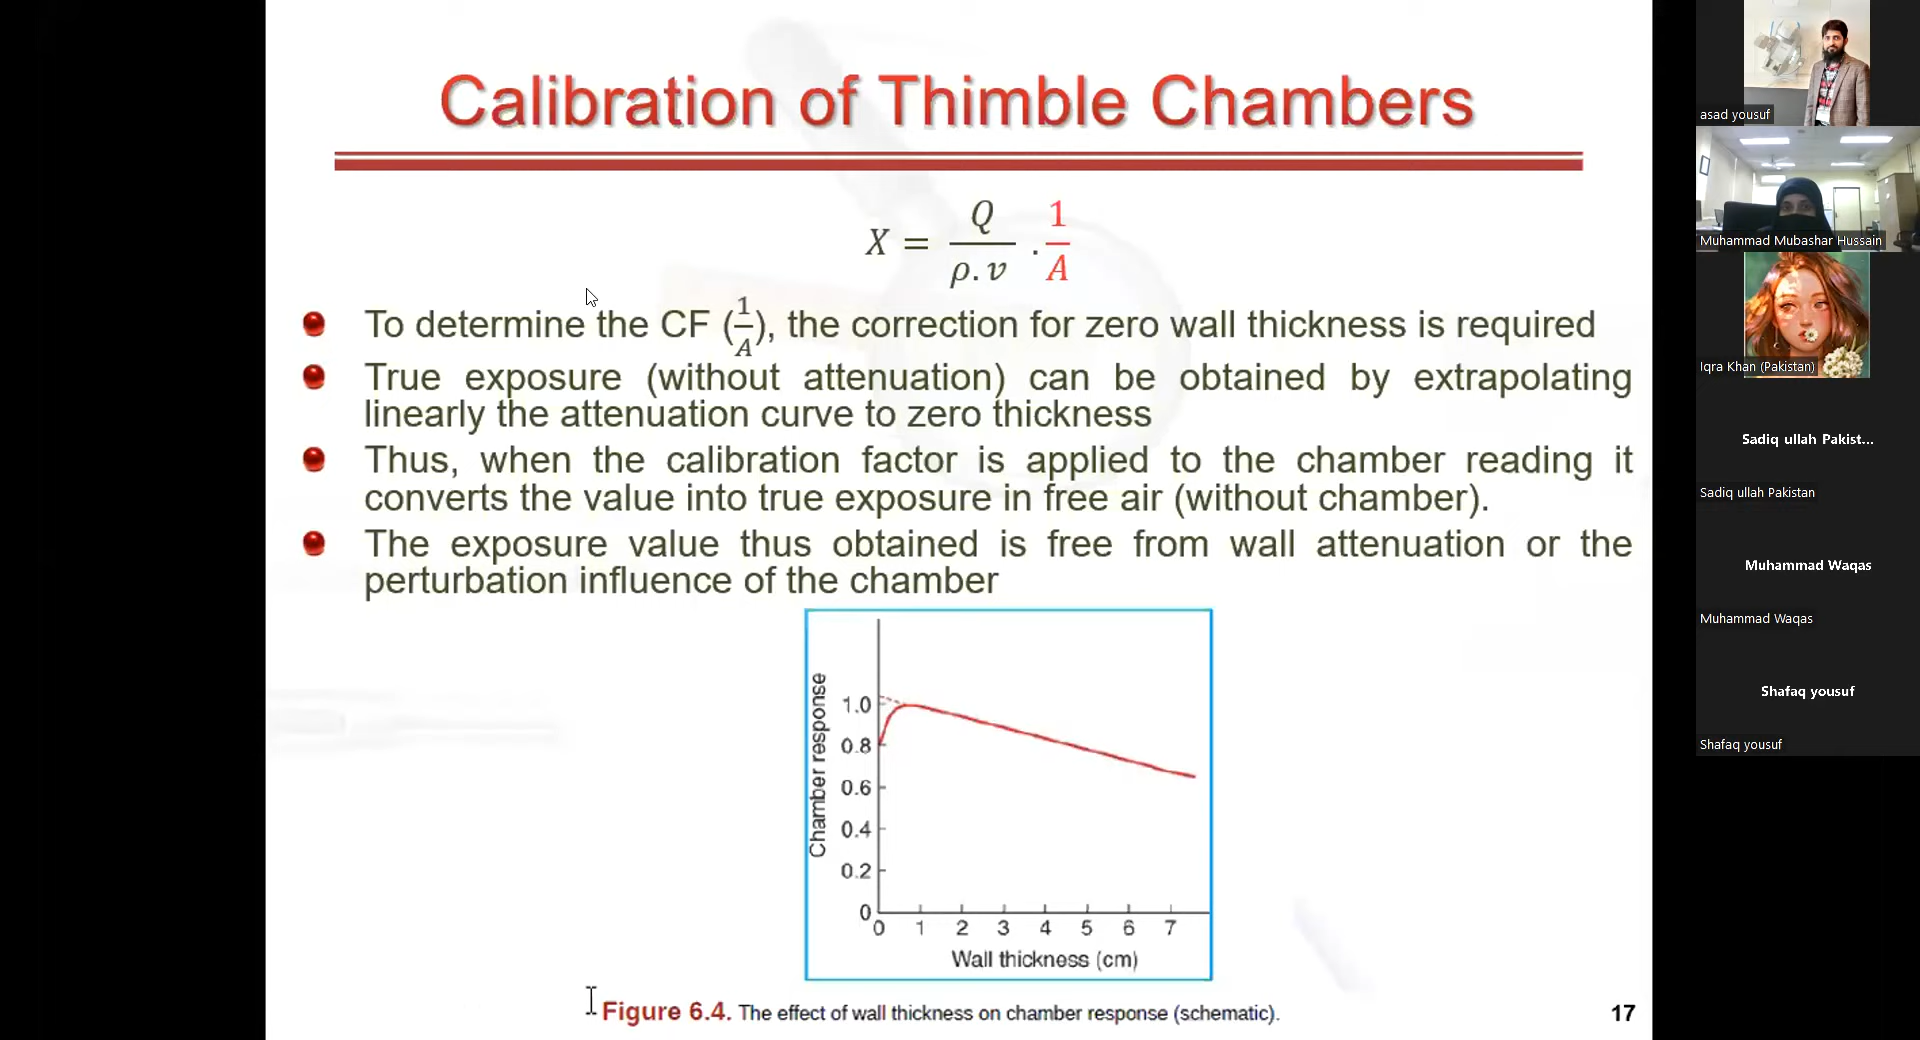 Calibration of Thimble Chambers
X = Q / ρ.v . 1 / A
To determine the CF (1/A), the correction for zero wall thickness is required
True exposure (without attenuation) can be obtained by extrapolating
linearly the attenuation curve to zero thickness
Thus, when the calibration factor is applied to the chamber reading it
converts the value into true exposure in free air (without chamber).
The exposure value thus obtained is free from wall attenuation or the
perturbation influence of the chamber
Chamber response
1.0
0.8
0.6
0.4
0.2
0
0 1 2 3 4 5 6 7
Wall thickness (cm)
Figure 6.4. The effect of wall thickness on chamber response (schematic).
17
asad yousuf
Muhammad Mubashar Hussain
Iqra Khan (Pakistan)
Sadiq ullah Pakist...
Sadiq ullah Pakistan
Muhammad Waqas
Muhammad Waqas
Shafaq yousuf
Shafaq yousuf